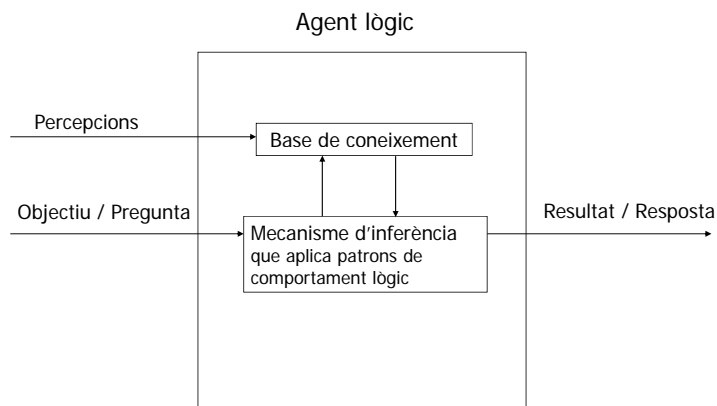 Agent lògic
Percepcions
Base de coneixement
Objectiu / Pregunta
Mecanisme d'inferència
que aplica patrons de
comportament lògic
Resultat / Resposta